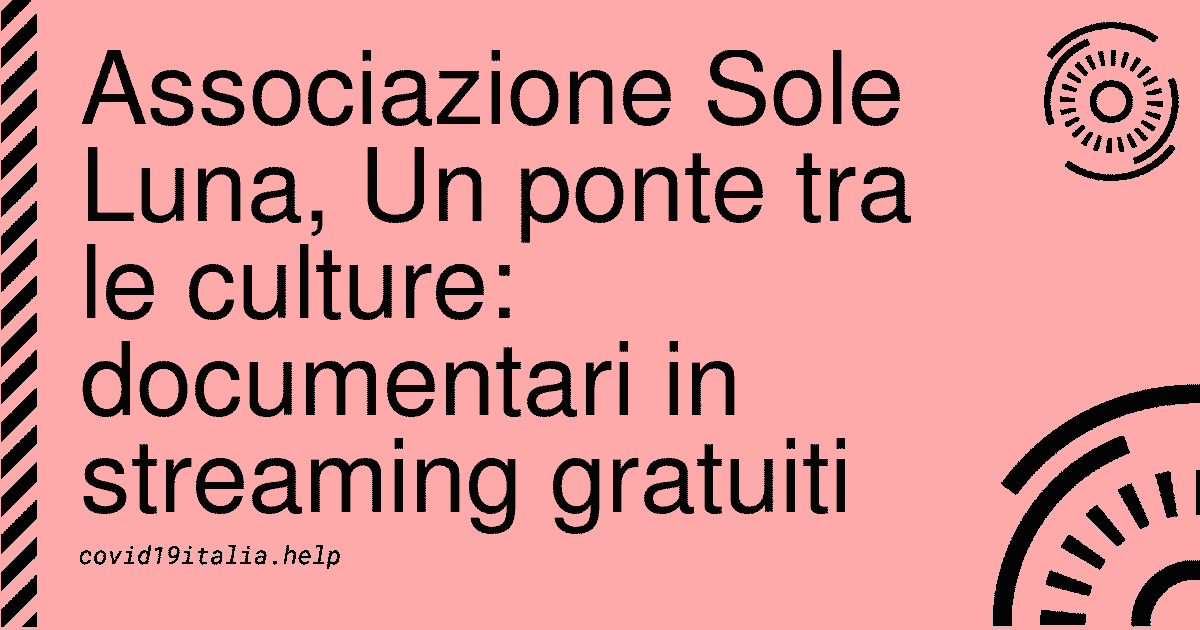 Associazione Sole
Luna, Un ponte tra
le culture:
documentari in
streaming gratuiti
covid19italia.help